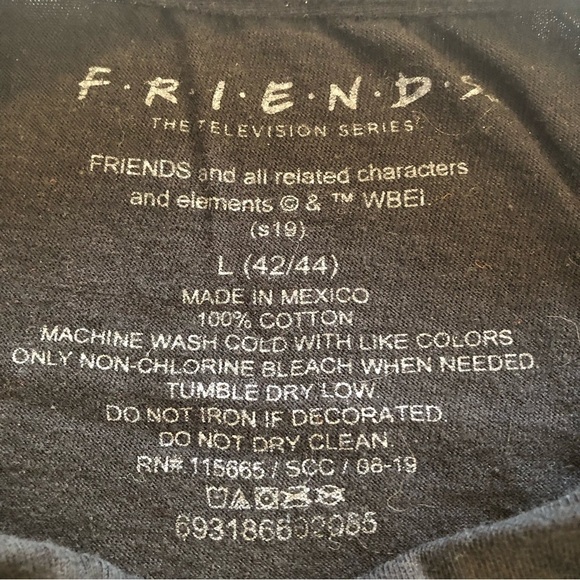 F·R·I·E·N·D·S
THE TELEVISION SERIES
FRIENDS and all related characters
and elements © & ™ WBEI.
(s19)
L (42/44)
MADE IN MEXICO
100% COTTON
MACHINE WASH COLD WITH LIKE COLORS
ONLY NON-CHLORINE BLEACH WHEN NEEDED.
TUMBLE DRY LOW.
DO NOT IRON IF DECORATED.
DO NOT DRY CLEAN.
RN# 115665 / SCC / 08-19